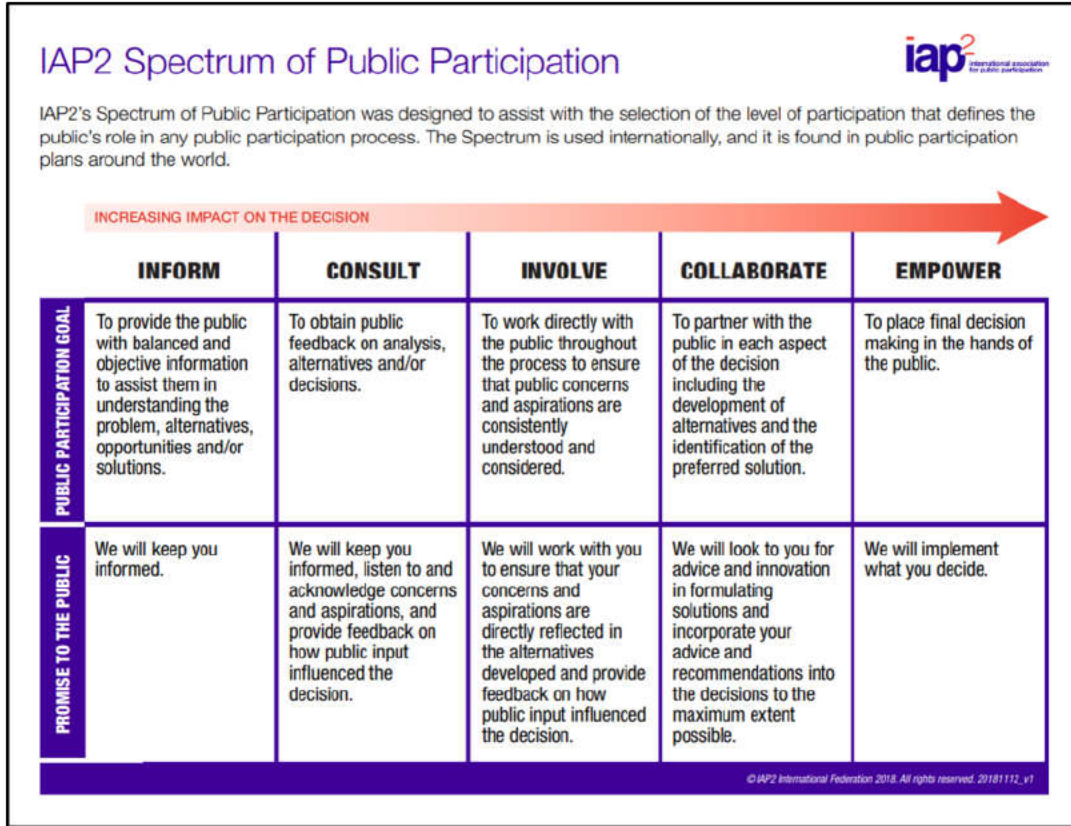 IAP2 Spectrum of Public Participation
iap2 international association
for public participation
IAP2's Spectrum of Public Participation was designed to assist with the selection of the level of participation that defines the
public's role in any public participation process. The Spectrum is used internationally, and it is found in public participation
plans around the world.
INCREASING IMPACT ON THE DECISION
INFORM
CONSULT
INVOLVE
COLLABORATE
EMPOWER
PUBLIC PARTICIPATION GOAL
To provide the public
with balanced and
objective information
to assist them in
understanding the
problem, alternatives,
opportunities and/or
solutions.
To obtain public
feedback on analysis,
alternatives and/or
decisions.
To work directly with
the public throughout
the process to ensure
that public concerns
and aspirations are
consistently
understood and
considered.
To partner with the
public in each aspect
of the decision
including the
development of
alternatives and the
identification of the
preferred solution.
To place final decision
making in the hands of
the public.
PROMISE TO THE PUBLIC
We will keep you
informed.
We will keep you
informed, listen to and
acknowledge concerns
and aspirations, and
provide feedback on
how public input
influenced the
decision.
We will work with you
to ensure that your
concerns and
aspirations are
directly reflected in
the alternatives
developed and provide
feedback on how
public input influenced
the decision.
We will look to you for
advice and innovation
in formulating
solutions and
incorporate your
advice and
recommendations into
the decisions to the
maximum extent
possible.
We will implement
what you decide.
© IAP2 International Federation 2018. All rights reserved. 20181112_v1